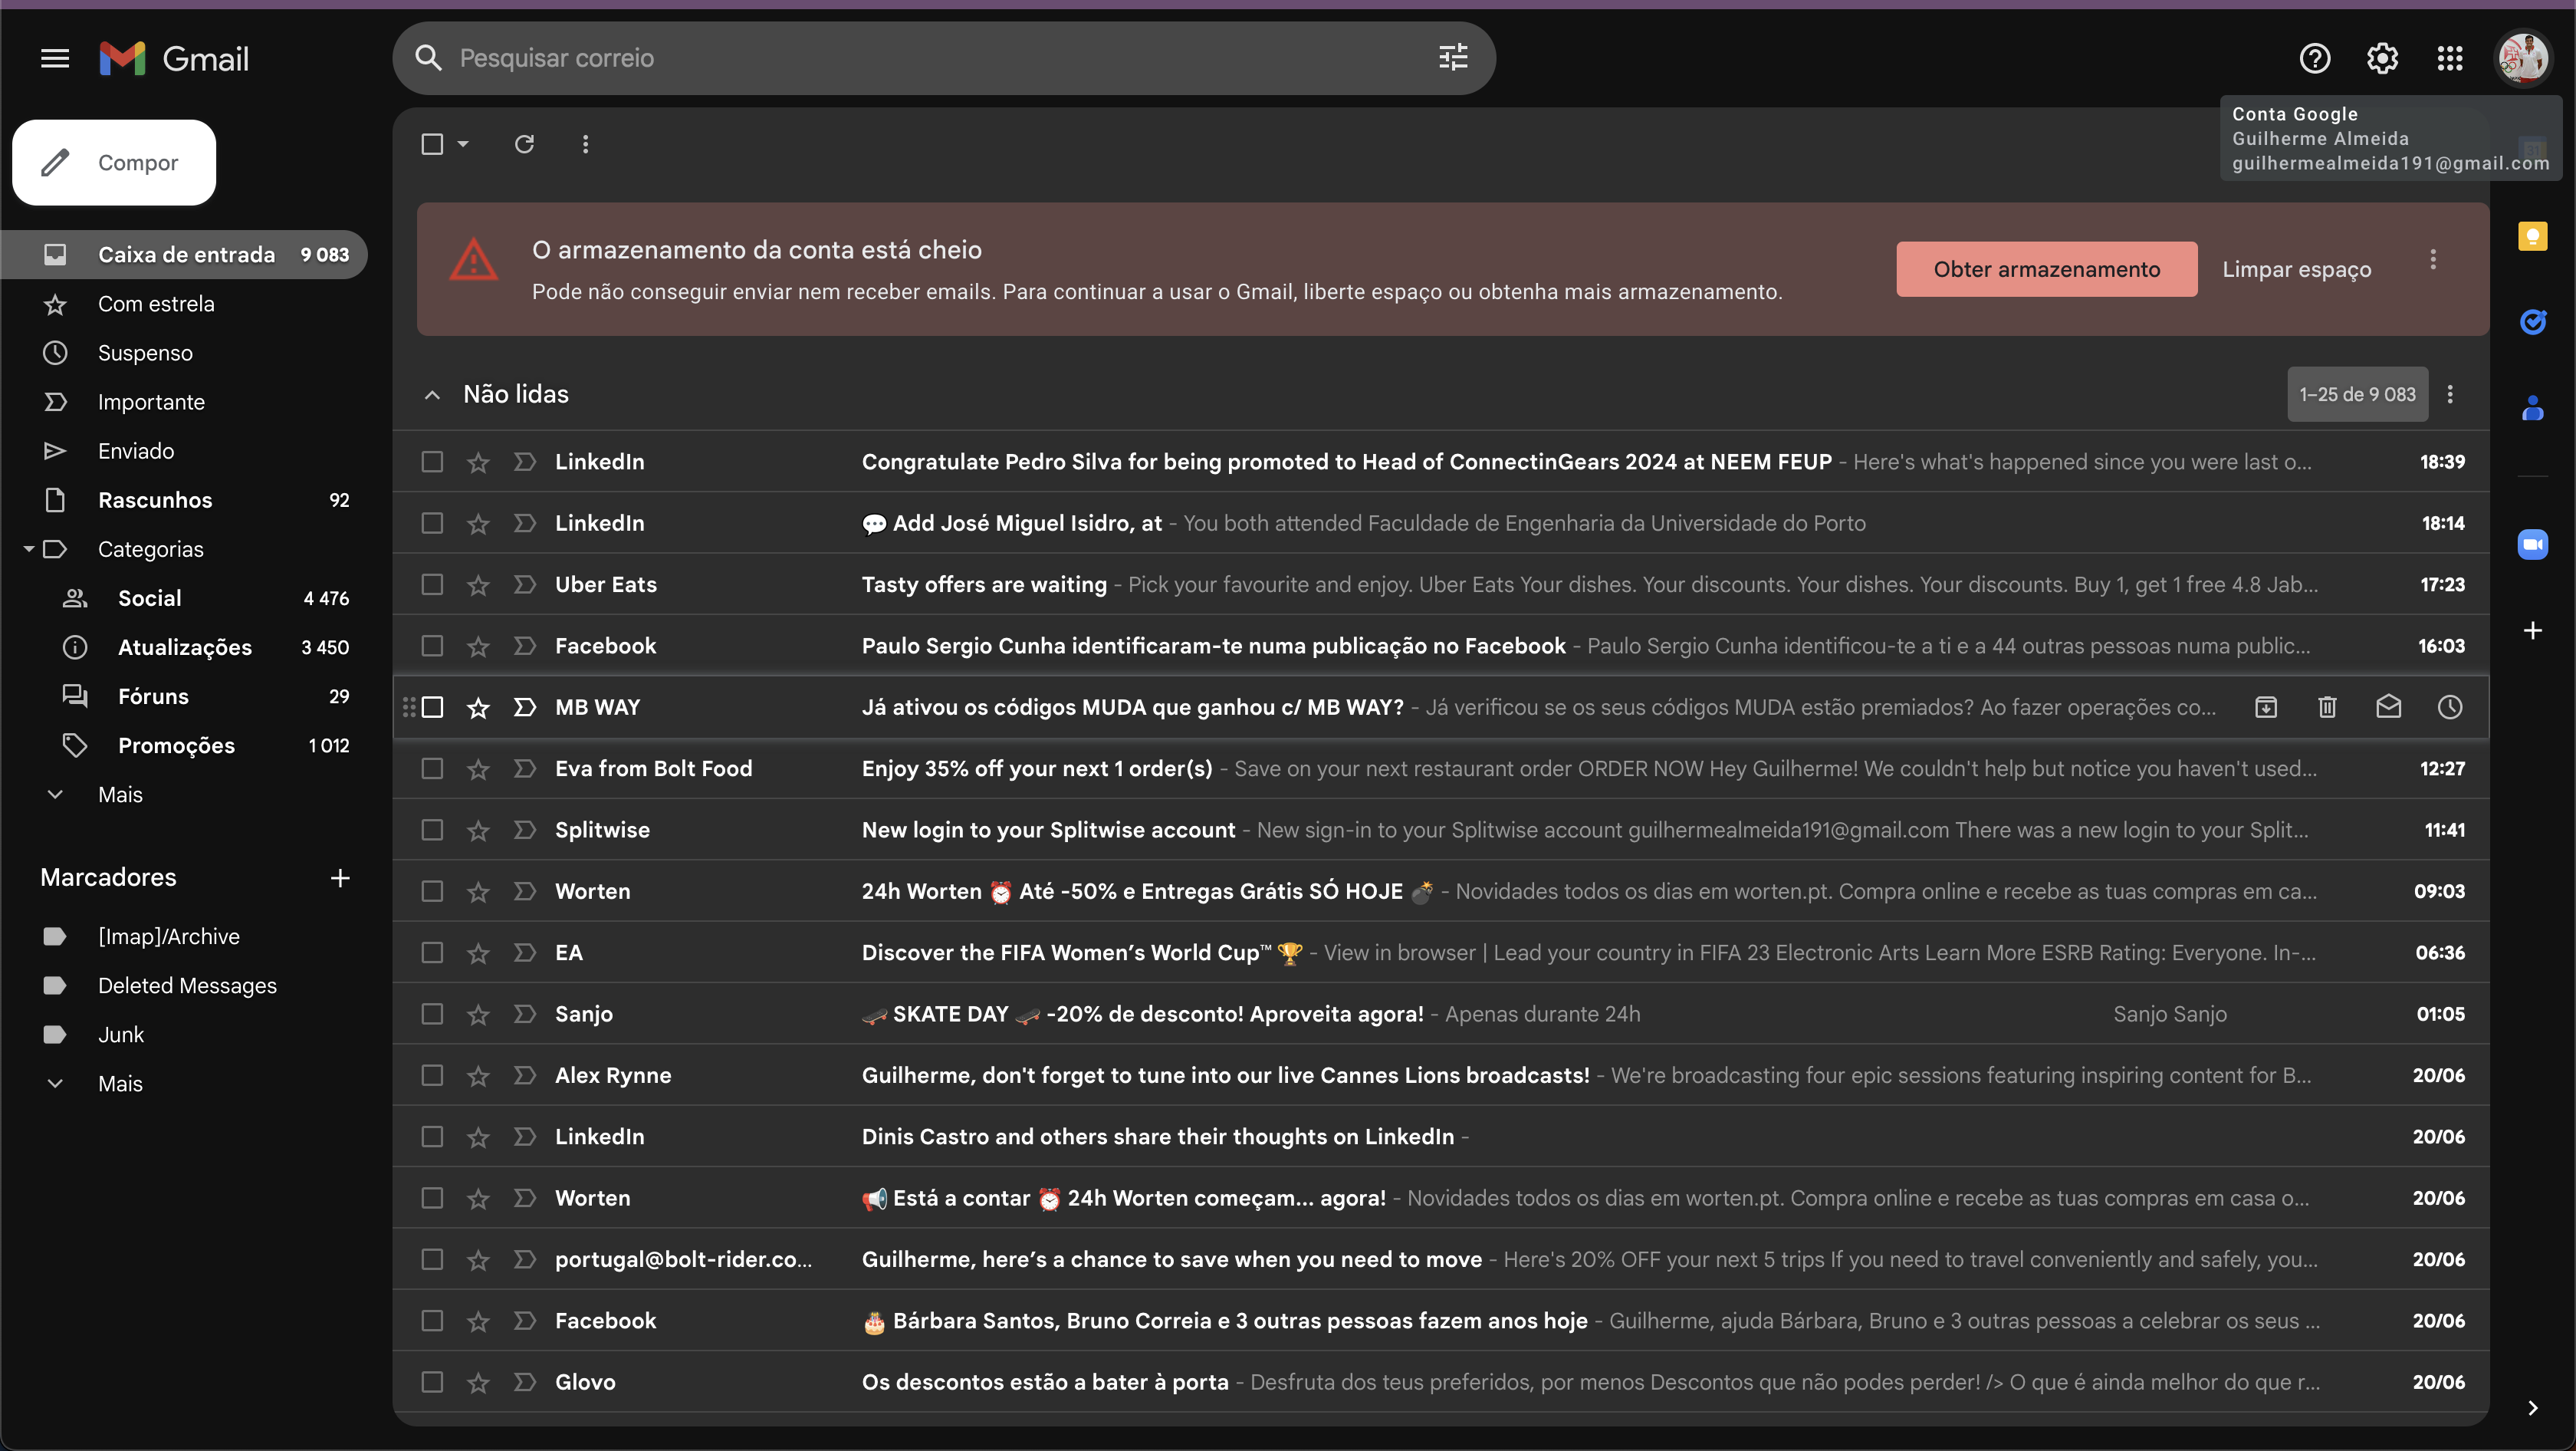 Gmail
Pesquisar correio
Conta Google
Guilherme Almeida
guilhermealmeida191@gmail.com
Compor
Caixa de entrada 9 083
Com estrela
Suspenso
Importante
Enviado
Rascunhos 92
Categorias
Social 4 476
Atualizações 3 450
Fóruns 29
Promoções 1 012
Mais
Marcadores
[Imap]/Archive
Deleted Messages
Junk
Mais
O armazenamento da conta está cheio
Pode não conseguir enviar nem receber emails. Para continuar a usar o Gmail, liberte espaço ou obtenha mais armazenamento.
Obter armazenamento
Limpar espaço
Não lidas
1–25 de 9 083
LinkedIn Congratulate Pedro Silva for being promoted to Head of ConnectinGears 2024 at NEEM FEUP - Here's what's happened since you were last o... 18:39
LinkedIn 💬 Add José Miguel Isidro, at - You both attended Faculdade de Engenharia da Universidade do Porto 18:14
Uber Eats Tasty offers are waiting - Pick your favourite and enjoy. Uber Eats Your dishes. Your discounts. Your dishes. Your discounts. Buy 1, get 1 free 4.8 Jab... 17:23
Facebook Paulo Sergio Cunha identificaram-te numa publicação no Facebook - Paulo Sergio Cunha identificou-te a ti e a 44 outras pessoas numa public... 16:03
MB WAY Já ativou os códigos MUDA que ganhou c/ MB WAY? - Já verificou se os seus códigos MUDA estão premiados? Ao fazer operações co...
Eva from Bolt Food Enjoy 35% off your next 1 order(s) - Save on your next restaurant order ORDER NOW Hey Guilherme! We couldn't help but notice you haven't used... 12:27
Splitwise New login to your Splitwise account - New sign-in to your Splitwise account guilhermealmeida191@gmail.com There was a new login to your Split... 11:41
Worten 24h Worten ⏰ Até -50% e Entregas Grátis SÓ HOJE 💣 - Novidades todos os dias em worten.pt. Compra online e recebe as tuas compras em ca... 09:03
EA Discover the FIFA Women’s World Cup™ 🏆 - View in browser | Lead your country in FIFA 23 Electronic Arts Learn More ESRB Rating: Everyone. In-... 06:36
Sanjo 🛹 SKATE DAY 🛹 -20% de desconto! Aproveita agora! - Apenas durante 24h Sanjo Sanjo 01:05
Alex Rynne Guilherme, don't forget to tune into our live Cannes Lions broadcasts! - We're broadcasting four epic sessions featuring inspiring content for B... 20/06
LinkedIn Dinis Castro and others share their thoughts on LinkedIn - 20/06
Worten 📢 Está a contar ⏰ 24h Worten começam... agora! - Novidades todos os dias em worten.pt. Compra online e recebe as tuas compras em casa o... 20/06
portugal@bolt-rider.co... Guilherme, here’s a chance to save when you need to move - Here's 20% OFF your next 5 trips If you need to travel conveniently and safely, you... 20/06
Facebook 🎂 Bárbara Santos, Bruno Correia e 3 outras pessoas fazem anos hoje - Guilherme, ajuda Bárbara, Bruno e 3 outras pessoas a celebrar os seus ... 20/06
Glovo Os descontos estão a bater à porta - Desfruta dos teus preferidos, por menos Descontos que não podes perder! /> O que é ainda melhor do que r... 20/06